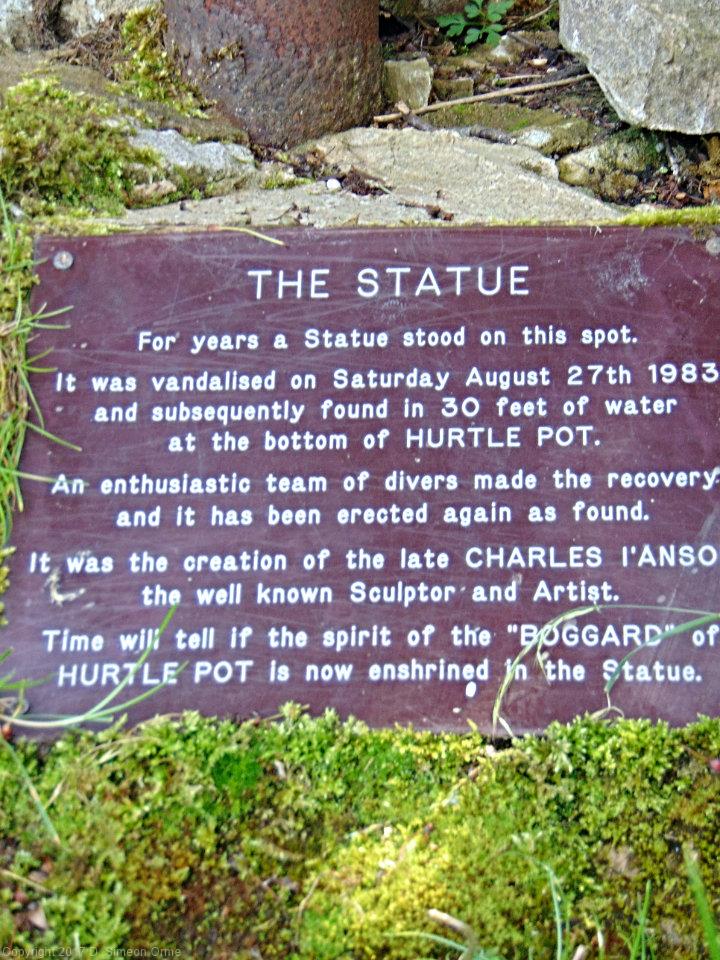 THE STATUE
For years a Statue stood on this spot.
It was vandalised on Saturday August 27th 1983
and subsequently found in 30 feet of water
at the bottom of HURTLE POT.
An enthusiastic team of divers made the recovery
and it has been erected again as found.
It was the creation of the late CHARLES I'ANSO
the well known Sculptor and Artist.
Time will tell if the spirit of the "BOGGARD" of
HURTLE POT is now enshrined in the Statue.
Copyright 2017 D. Simeon Orme